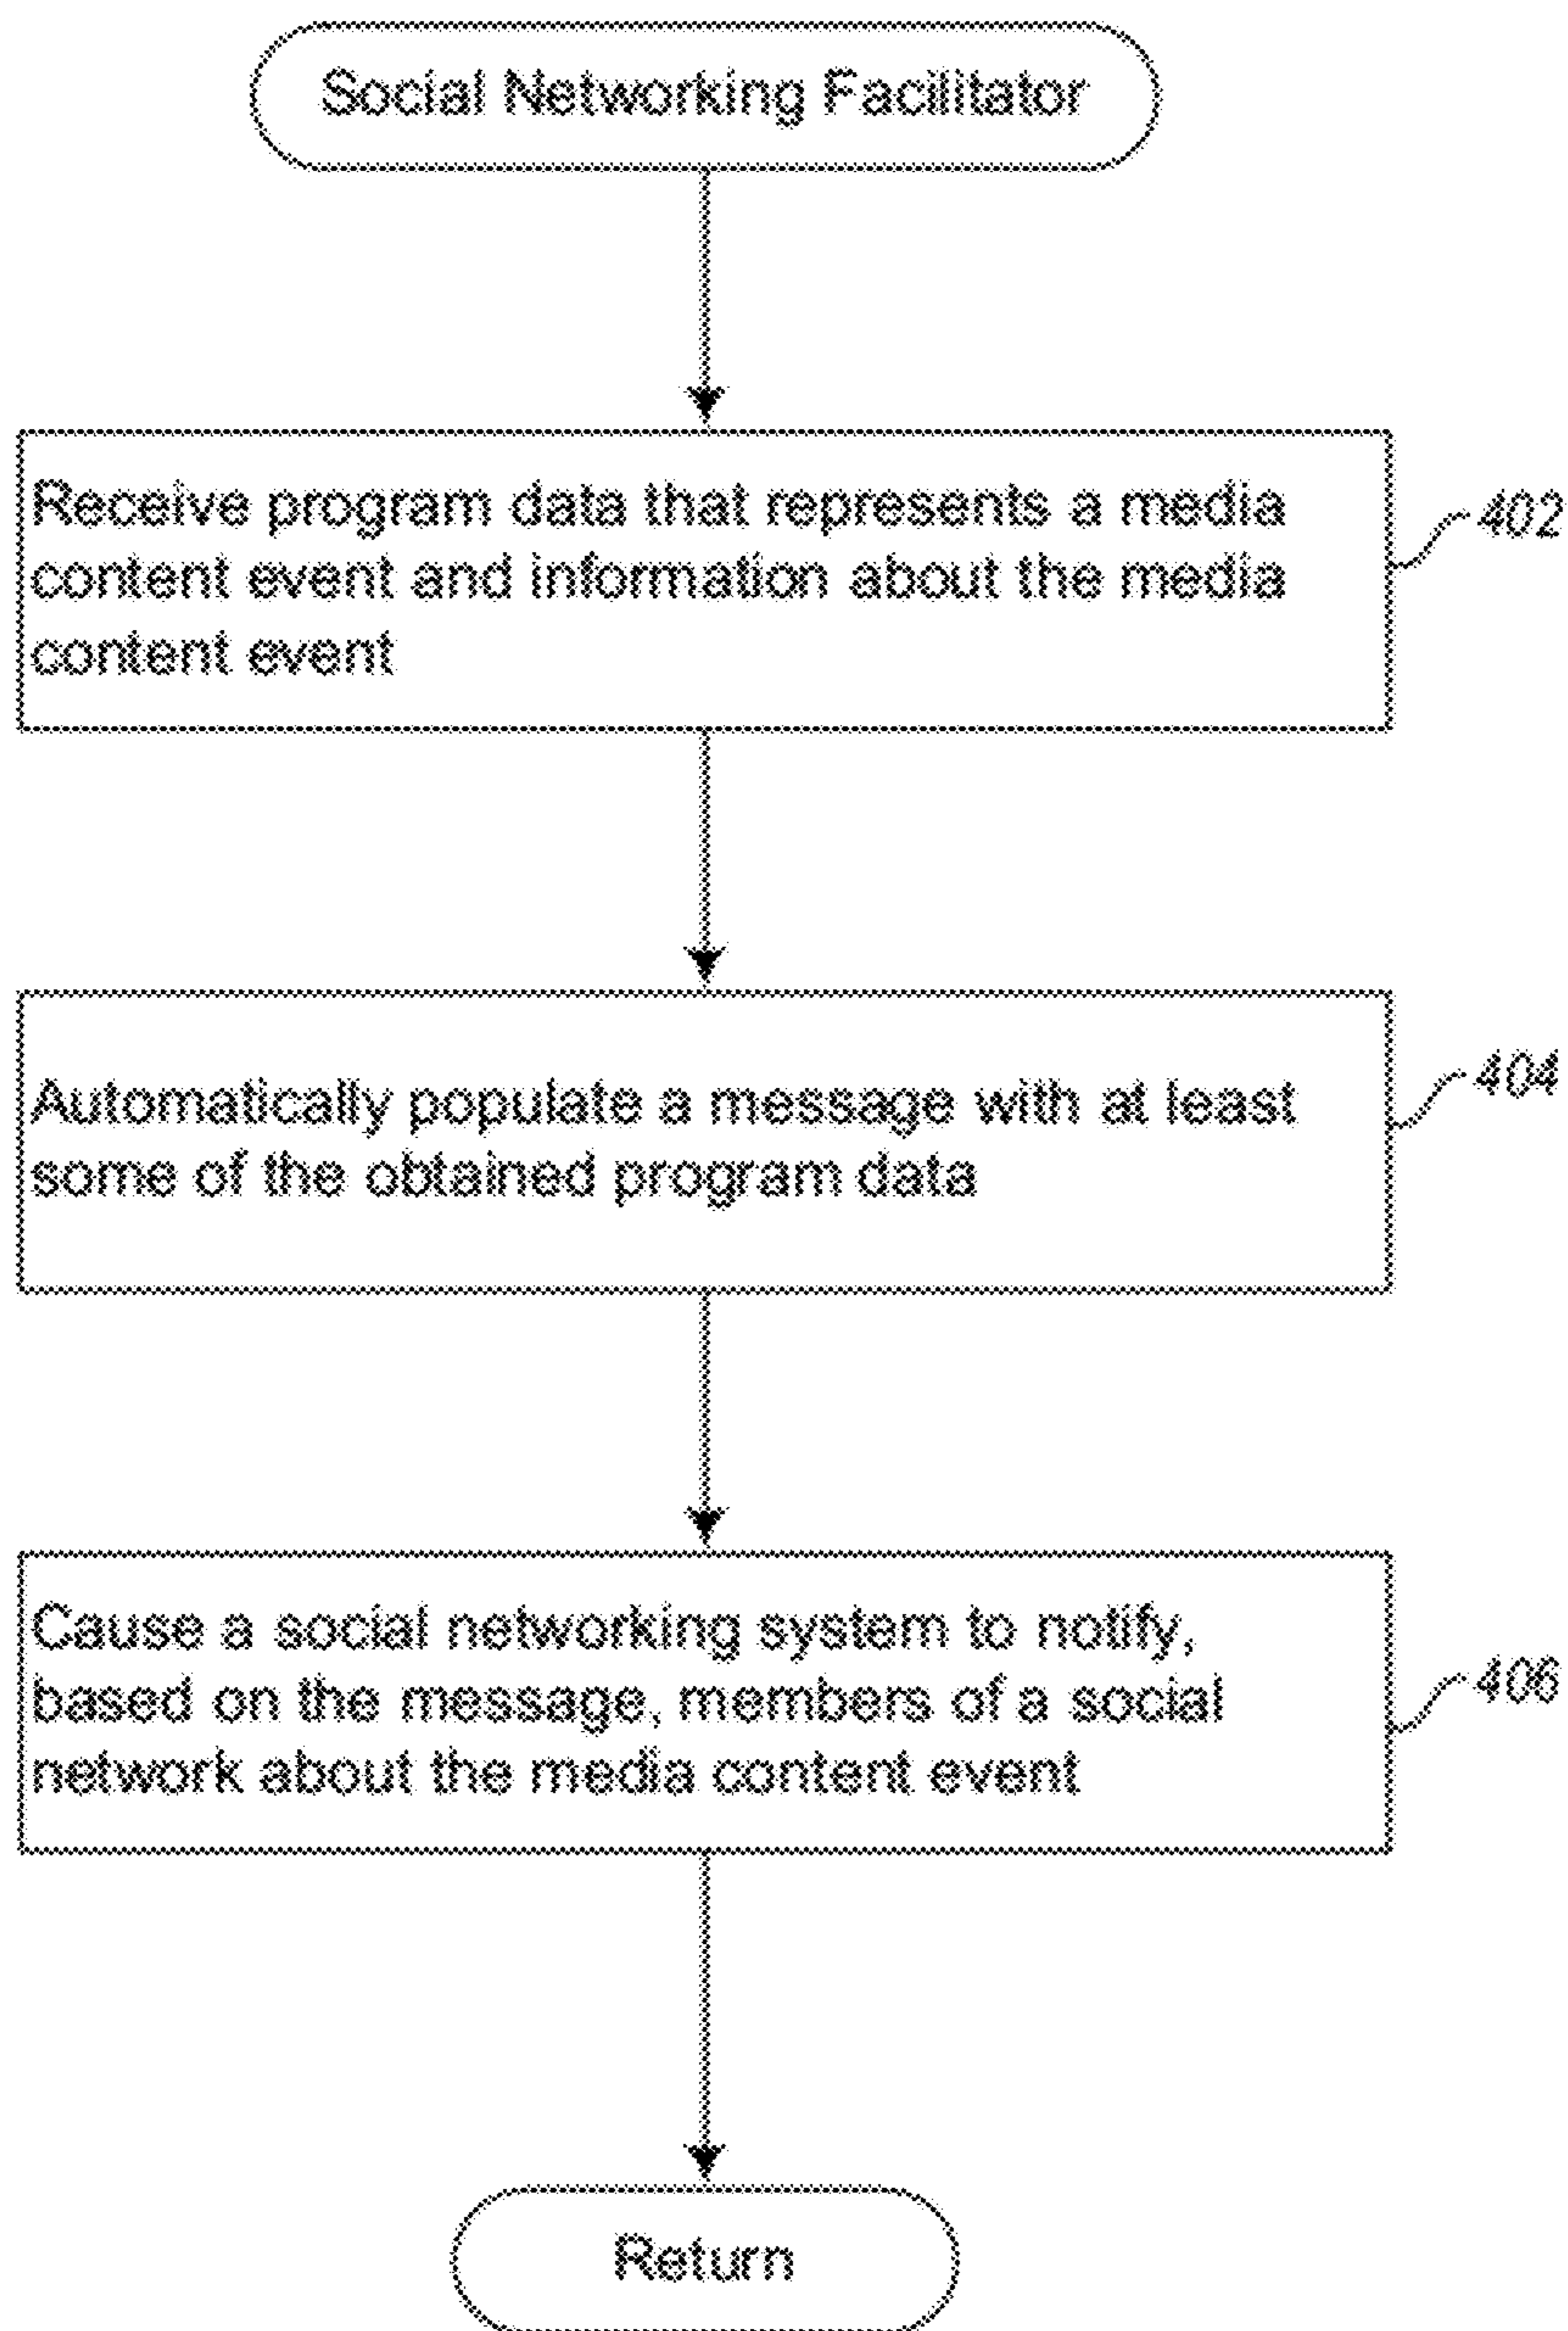 Social Networking Facilitator
Receive program data that represents a media
content event and information about the media
content event
402
Automatically populate a message with at least
some of the obtained program data
404
Cause a social networking system to notify,
based on the message, members of a social
network about the media content event
406
Return